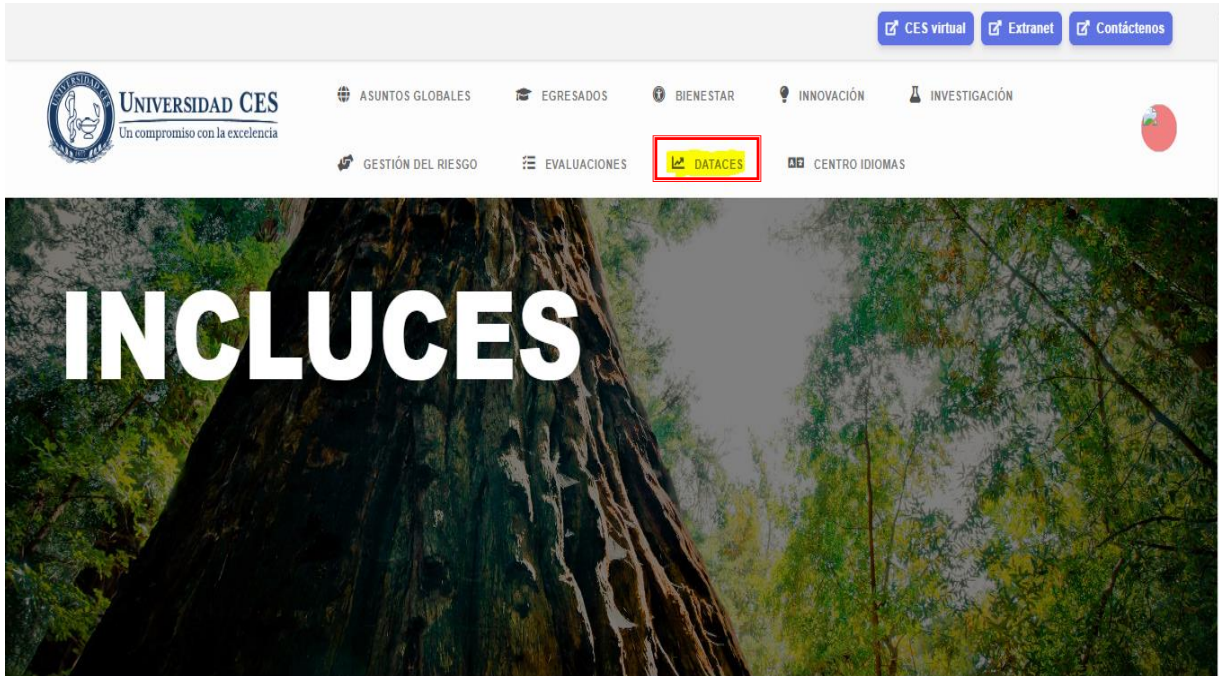 CES virtual
Extranet
Contáctenos
UNIVERSIDAD CES
Un compromiso con la excelencia
ASUNTOS GLOBALES
EGRESADOS
BIENESTAR
INNOVACIÓN
INVESTIGACIÓN
GESTIÓN DEL RIESGO
EVALUACIONES
DATACES
CENTRO IDIOMAS
INCLUCES